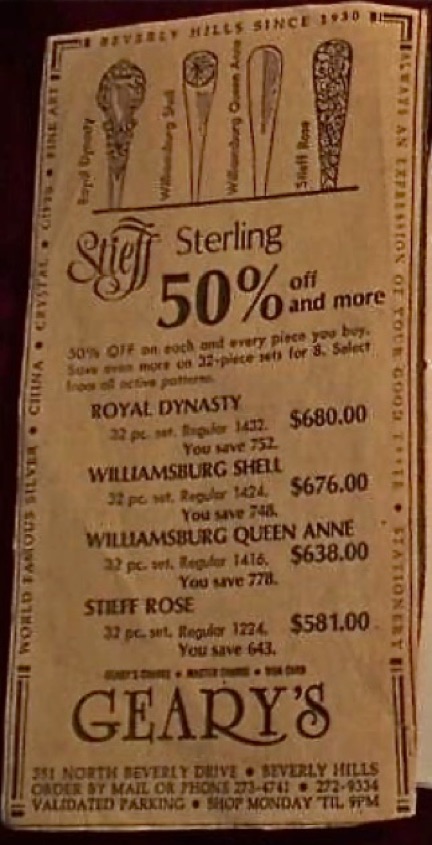 BEVERLY HILLS SINCE 1930
WORLD FAMOUS SILVER • CHINA • CRYSTAL • GIFTS • FINE ART
ALWAYS AN EXPRESSION OF YOUR GOOD TASTE • STATIONERY
Royal Dynasty
Williamsburg Shell
Williamsburg Queen Anne
Stieff Rose
Stieff Sterling
50% off
and more
50% OFF on each and every piece you buy.
Save even more on 32-piece sets for 8. Select
from all active patterns.
ROYAL DYNASTY
32 pc. set. Regular 1432. $680.00
You save 752.
WILLIAMSBURG SHELL
32 pc. set. Regular 1424. $676.00
You save 748.
WILLIAMSBURG QUEEN ANNE
32 pc. set. Regular 1416. $638.00
You save 778.
STIEFF ROSE
32 pc. set. Regular 1224. $581.00
You save 643.
GEARY'S CHARGE • MASTER CHARGE • VISA CARD
GEARY'S
351 NORTH BEVERLY DRIVE • BEVERLY HILLS
ORDER BY MAIL OR PHONE 273-4741 • 272-9334
VALIDATED PARKING • SHOP MONDAY 'TIL 9PM